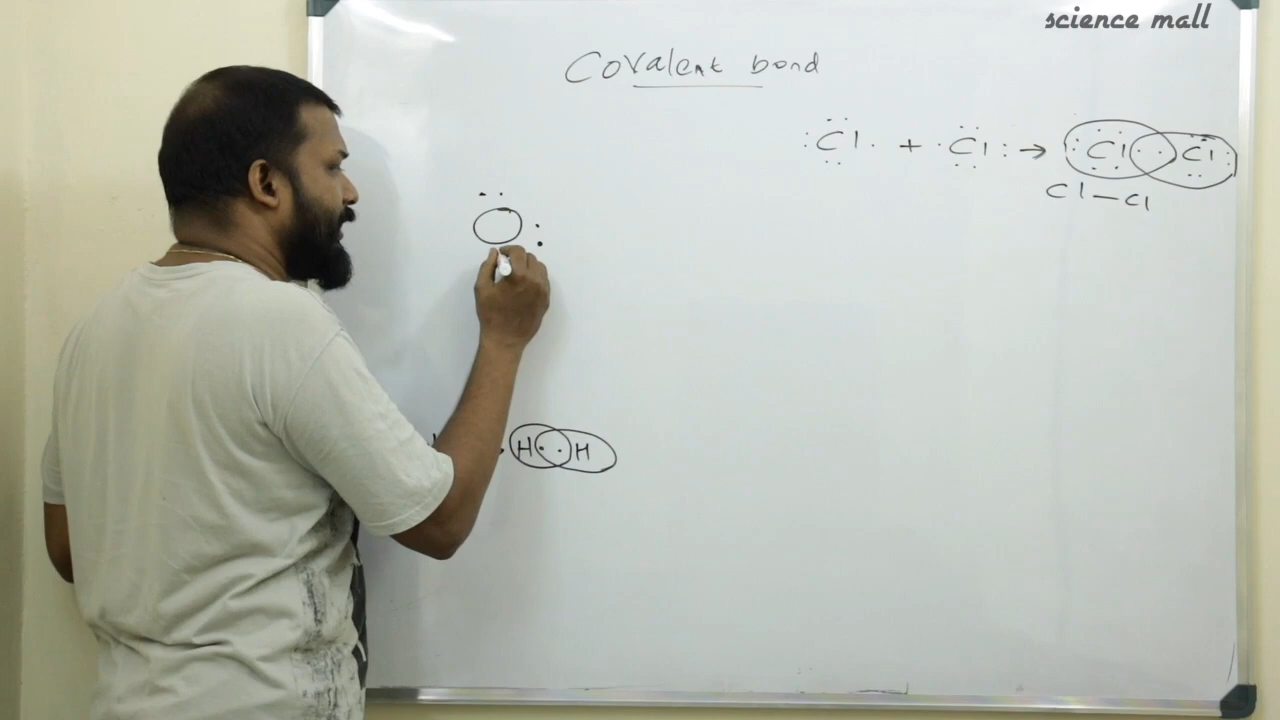 science mall
Covalent bond
:Cl· + ·Cl: → Cl Cl
Cl—Cl
O
H H